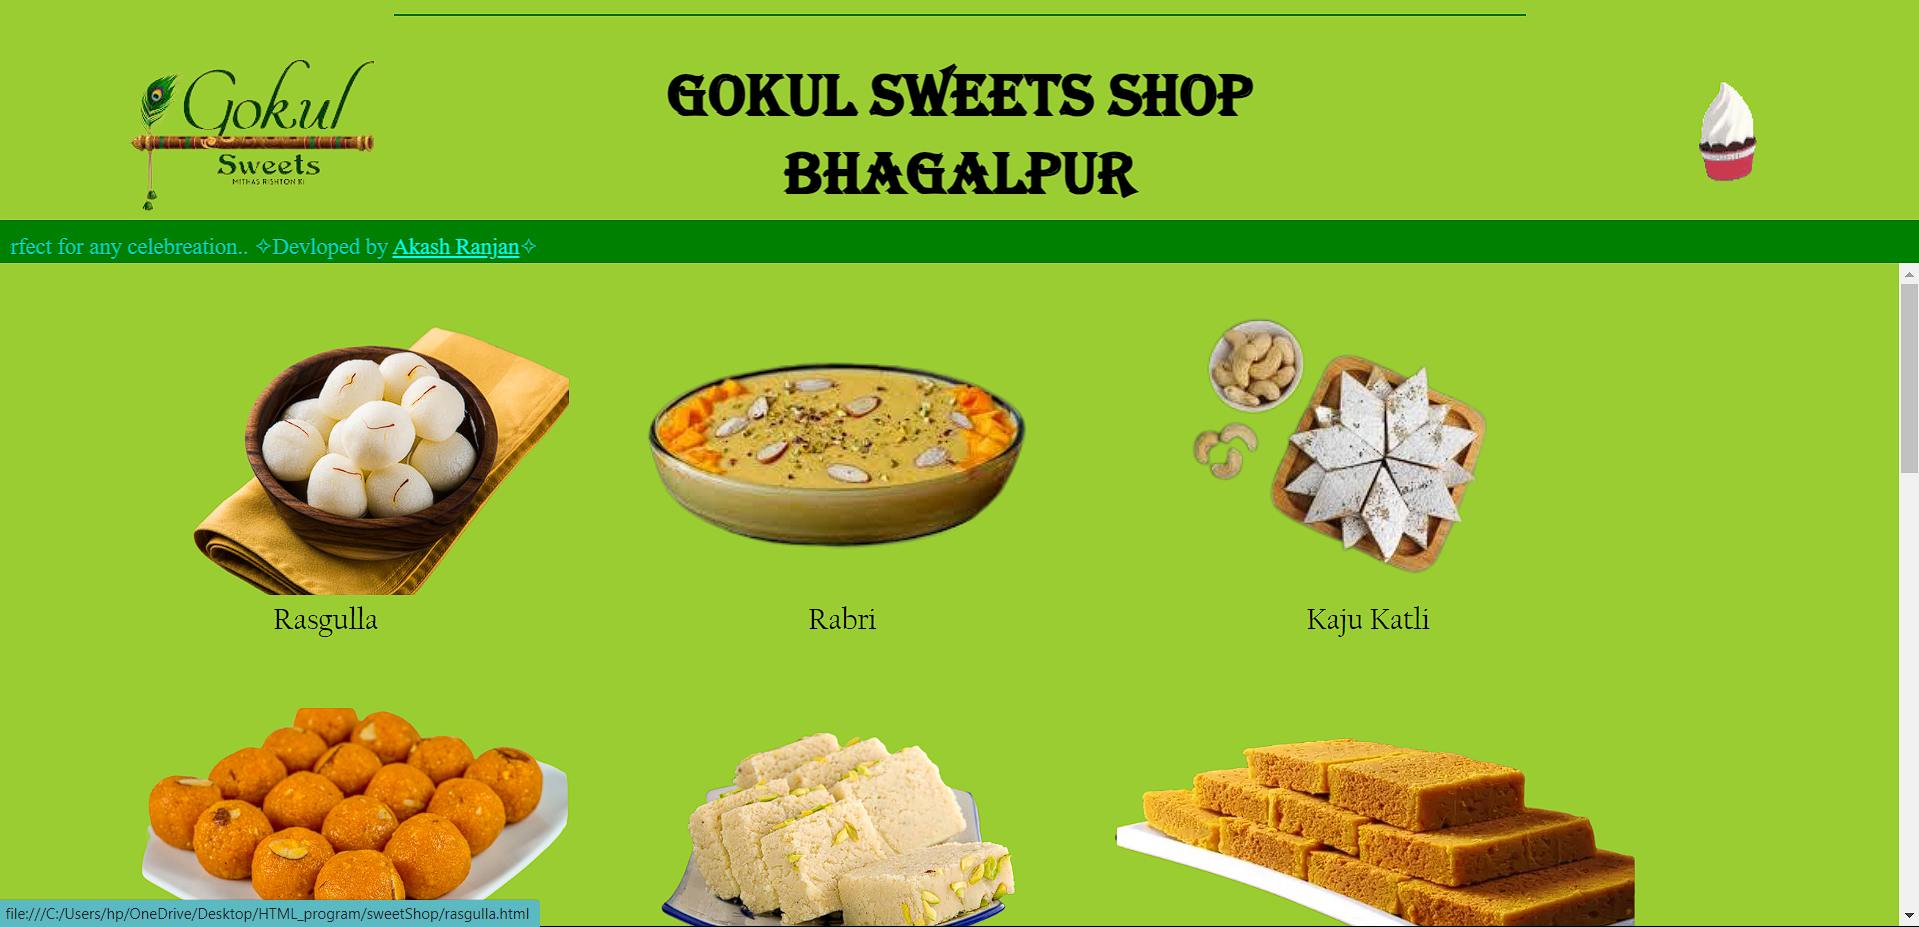 Gokul
Sweets
MITHAS RISHTON KI
GOKUL SWEETS SHOP
BHAGALPUR
rfect for any celebreation.. ✧Devloped by Akash Ranjan✧
Rasgulla
Rabri
Kaju Katli
file:///C:/Users/hp/OneDrive/Desktop/HTML_program/sweetShop/rasgulla.html